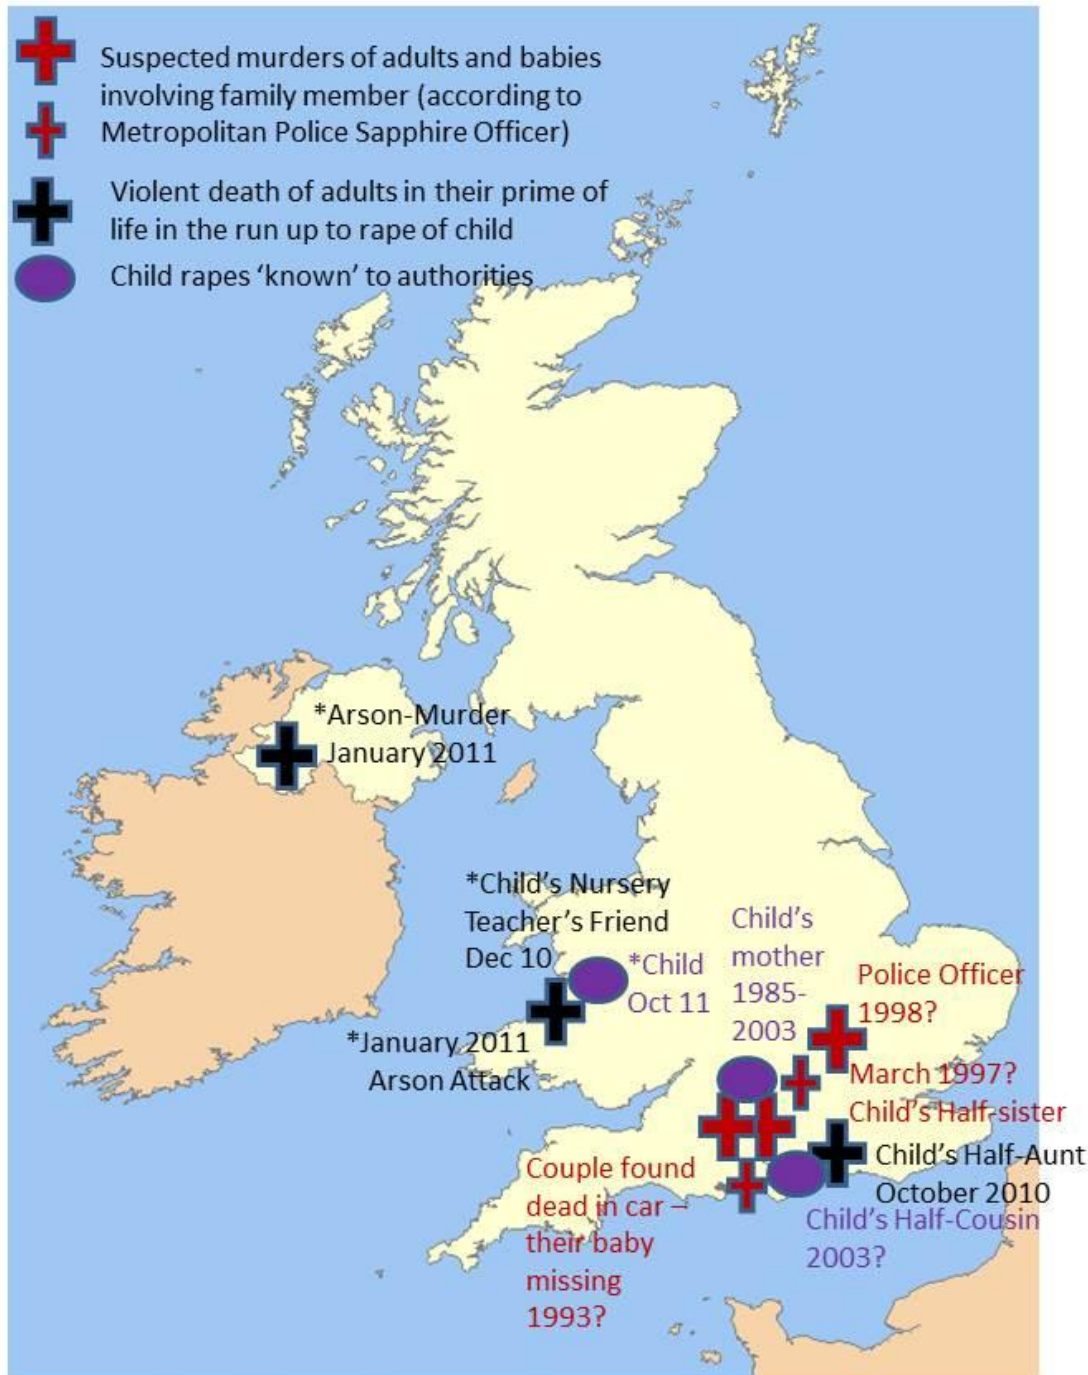 Suspected murders of adults and babies
involving family member (according to
Metropolitan Police Sapphire Officer)
Violent death of adults in their prime of
life in the run up to rape of child
Child rapes ‘known’ to authorities
*Arson-Murder
January 2011
*Child’s Nursery
Teacher’s Friend
Dec 10
*Child
Oct 11
Child’s
mother
1985-
2003
Police Officer
1998?
*January 2011
Arson Attack
March 1997?
Child’s Half-sister
Child’s Half-Aunt
October 2010
Couple found
dead in car –
their baby
missing
1993?
Child’s Half-Cousin
2003?